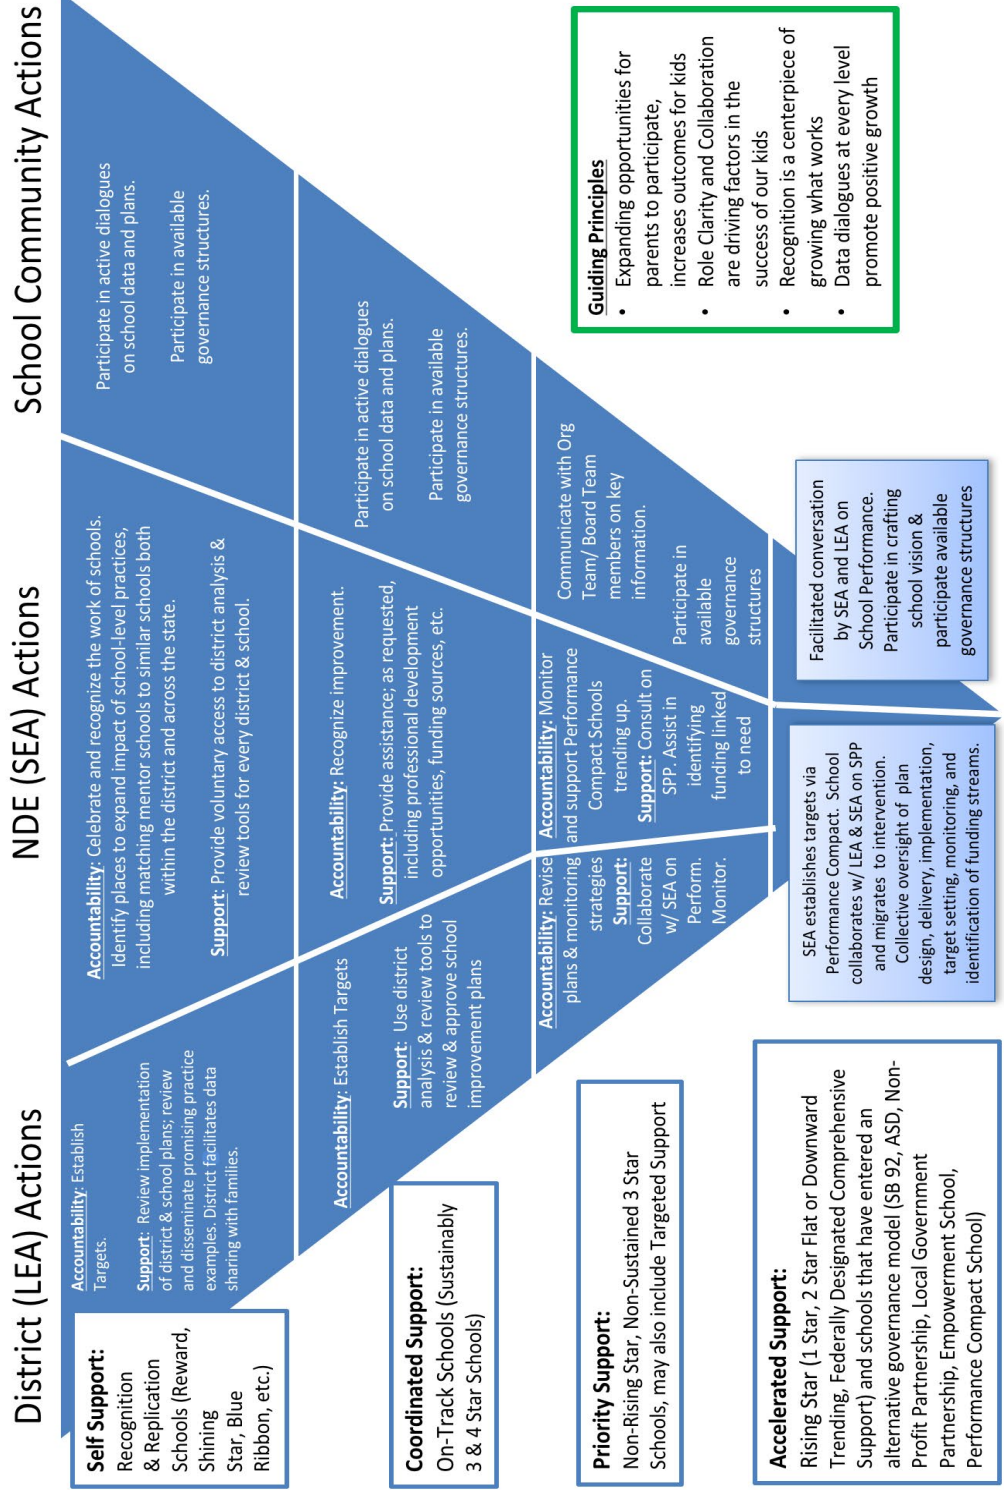 District (LEA) Actions
NDE (SEA) Actions
School Community Actions
Self Support:
Recognition
& Replication
Schools (Reward,
Shining
Star, Blue
Ribbon, etc.)
Accountability: Establish
Targets.
Support: Review implementation
of district & school plans; review
and disseminate promising practice
examples. District facilitates data
sharing with families.
Accountability: Celebrate and recognize the work of schools.
Identify places to expand impact of school-level practices,
including matching mentor schools to similar schools both
within the district and across the state.
Support: Provide voluntary access to district analysis &
review tools for every district & school.
Participate in active dialogues
on school data and plans.
Participate in available
governance structures.
Coordinated Support:
On-Track Schools (Sustainably
3 & 4 Star Schools)
Accountability: Establish Targets
Support: Use district
analysis & review tools to
review & approve school
improvement plans
Accountability: Recognize improvement.
Support: Provide assistance; as requested,
including professional development
opportunities, funding sources, etc.
Participate in active dialogues
on school data and plans.
Participate in available
governance structures.
Priority Support:
Non-Rising Star, Non-Sustained 3 Star
Schools, may also include Targeted Support
Accountability: Revise
plans & monitoring
strategies
Support:
Collaborate
w/ SEA on
Perform.
Monitor.
Accountability: Monitor
and support Performance
Compact Schools
trending up.
Support: Consult on
SPP. Assist in
identifying
funding linked
to need
Communicate with Org
Team/ Board Team
members on key
information.
Participate in
available
governance
structures
Guiding Principles
• Expanding opportunities for
parents to participate,
increases outcomes for kids
• Role Clarity and Collaboration
are driving factors in the
success of our kids
• Recognition is a centerpiece of
growing what works
• Data dialogues at every level
promote positive growth
Accelerated Support:
Rising Star (1 Star, 2 Star Flat or Downward
Trending, Federally Designated Comprehensive
Support) and schools that have entered an
alternative governance model (SB 92, ASD, Non-
Profit Partnership, Local Government
Partnership, Empowerment School,
Performance Compact School)
SEA establishes targets via
Performance Compact. School
collaborates w/ LEA & SEA on SPP
and migrates to intervention.
Collective oversight of plan
design, delivery, implementation,
target setting, monitoring, and
identification of funding streams.
Facilitated conversation
by SEA and LEA on
School Performance.
Participate in crafting
school vision &
participate available
governance structures